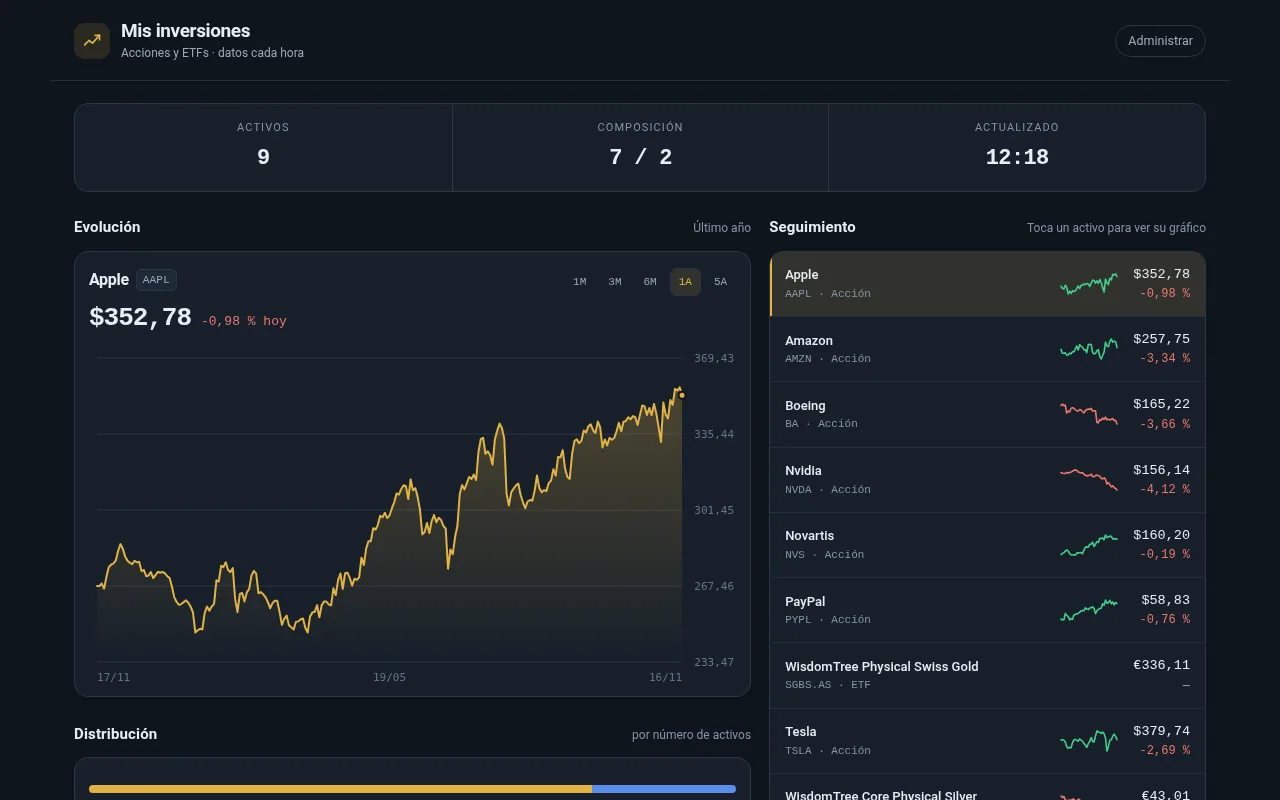 Mis inversiones
Acciones y ETFs · datos cada hora
Administrar
ACTIVOS
9
COMPOSICIÓN
7 / 2
ACTUALIZADO
12:18
Evolución
Último año
Apple AAPL
1M 3M 6M 1A 5A
$352,78 -0,98 % hoy
369,43
335,44
301,45
267,46
233,47
17/11 19/05 16/11
Distribución
por número de activos
Seguimiento
Toca un activo para ver su gráfico
Apple $352,78
AAPL · Acción -0,98 %
Amazon $257,75
AMZN · Acción -3,34 %
Boeing $165,22
BA · Acción -3,66 %
Nvidia $156,14
NVDA · Acción -4,12 %
Novartis $160,20
NVS · Acción -0,19 %
PayPal $58,83
PYPL · Acción -0,76 %
WisdomTree Physical Swiss Gold €336,11
SGBS.AS · ETF —
Tesla $379,74
TSLA · Acción -2,69 %
WisdomTree Core Physical Silver €43,01